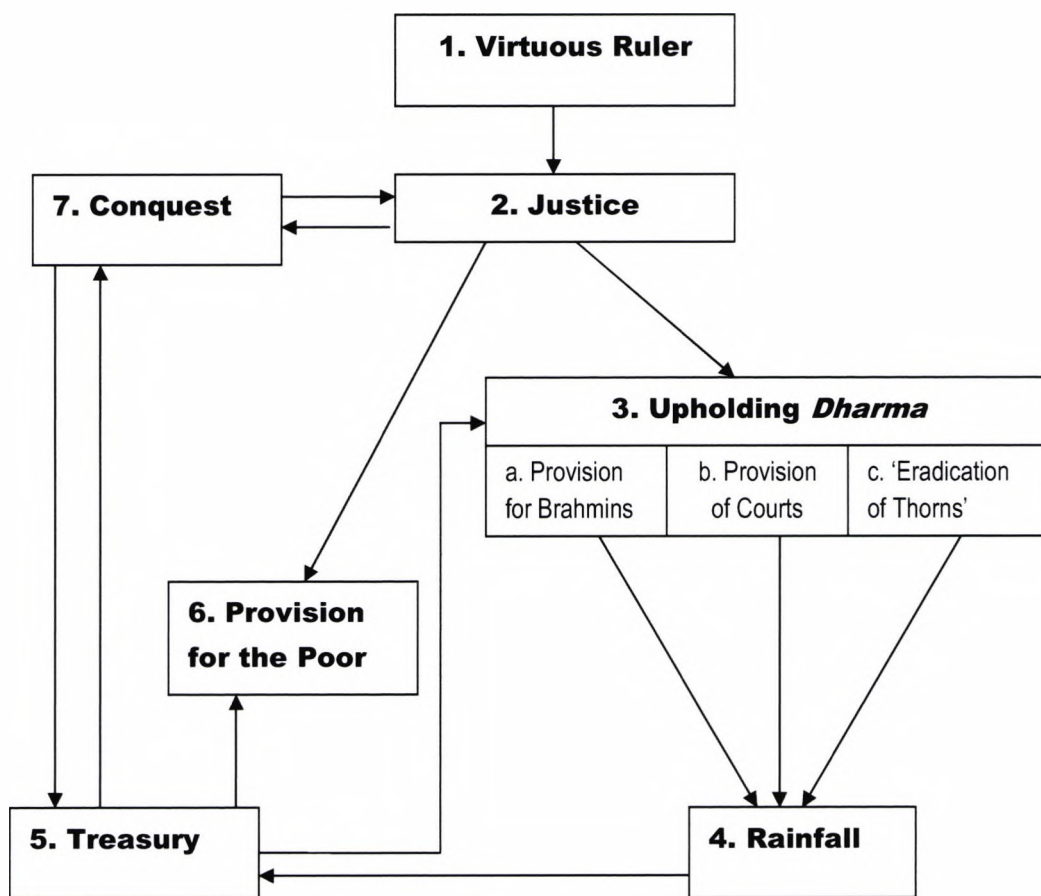 1. Virtuous Ruler
7. Conquest
2. Justice
3. Upholding Dharma
a. Provision
for Brahmins
b. Provision
of Courts
c. 'Eradication
of Thorns'
6. Provision
for the Poor
5. Treasury
4. Rainfall